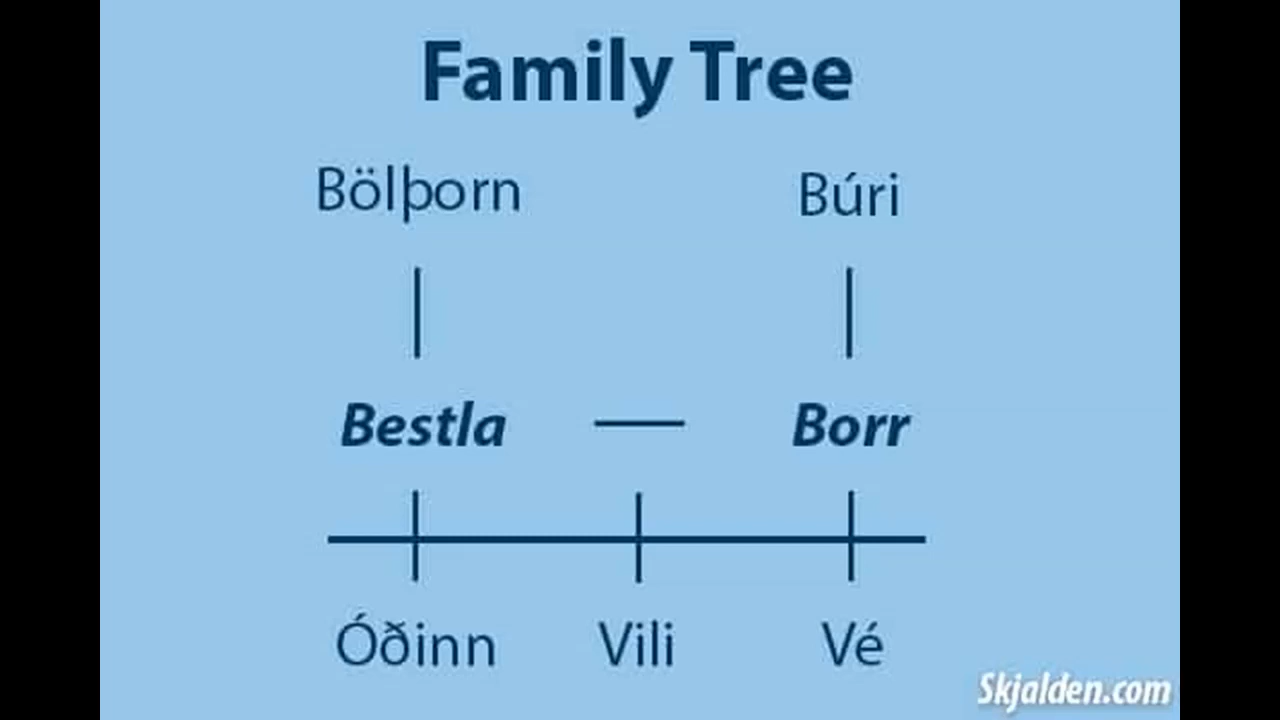 Family Tree
Bölþorn Búri
Bestla Borr
Óðinn Vili Vé
Skjalden.com